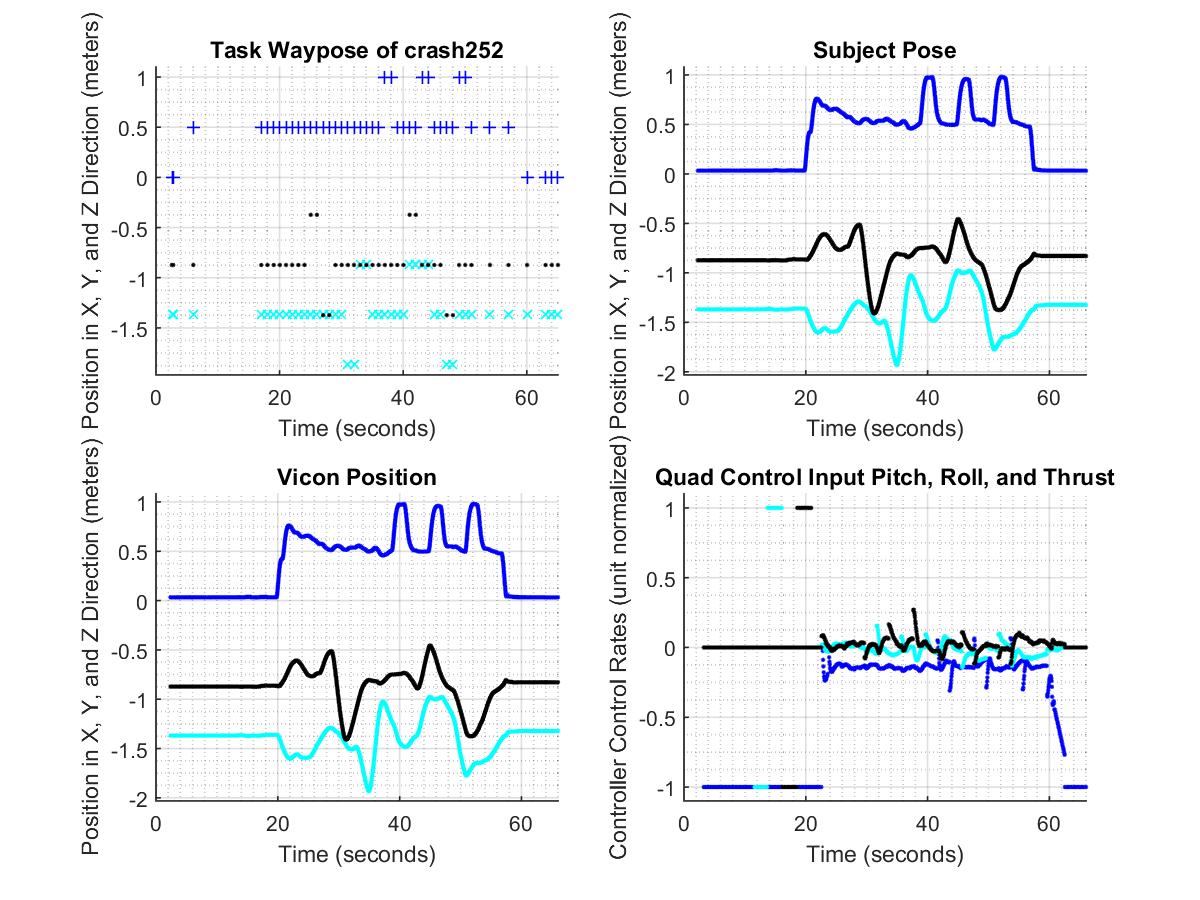 Task Waypose of crash252
Position in X, Y, and Z Direction (meters)
1
0.5
0
-0.5
-1
-1.5
0 20 40 60
Time (seconds)
Subject Pose
Position in X, Y, and Z Direction (meters)
1
0.5
0
-0.5
-1
-1.5
-2
0 20 40 60
Time (seconds)
Vicon Position
Position in X, Y, and Z Direction (meters)
1
0.5
0
-0.5
-1
-1.5
-2
0 20 40 60
Time (seconds)
Quad Control Input Pitch, Roll, and Thrust
Controller Control Rates (unit normalized)
1
0.5
0
-0.5
-1
0 20 40 60
Time (seconds)